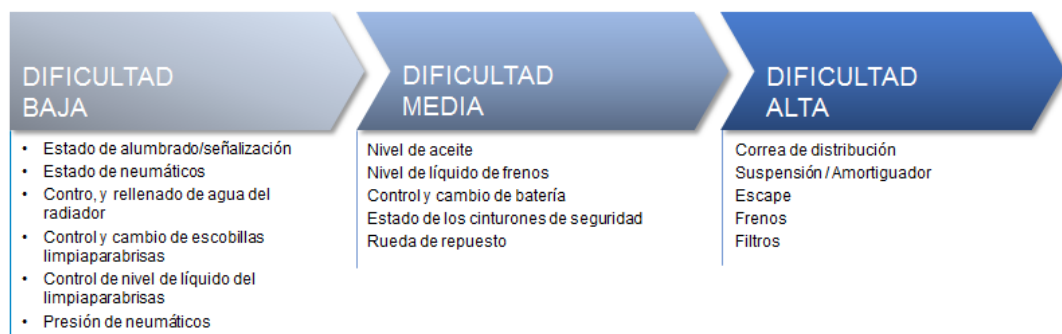 DIFICULTAD
BAJA
• Estado de alumbrado/señalización
• Estado de neumáticos
• Contro, y rellenado de agua del
radiador
• Control y cambio de escobillas
limpiaparabrisas
• Control de nivel de líquido del
limpiaparabrisas
• Presión de neumáticos
DIFICULTAD
MEDIA
Nivel de aceite
Nivel de líquido de frenos
Control y cambio de batería
Estado de los cinturones de seguridad
Rueda de repuesto
DIFICULTAD
ALTA
Correa de distribución
Suspensión / Amortiguador
Escape
Frenos
Filtros